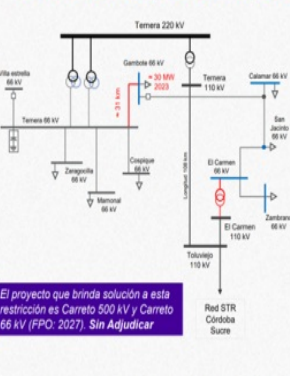 Ternera 220 kV
Villa estrella
66 kV
Gambote 66 kV
≈ 30 MW
2023
Ternera
110 kV
Calamar 66 kV
≈ 31 km
Ternera 66 kV
San
Jacinto
66 kV
Zaragocilla
66 kV
Cospique
66 kV
Mamonal
66 kV
El Carmen
66 kV
Zambrano
66 kV
El Carmen
110 kV
Toluviejo
110 kV
El proyecto que brinda solución a esta
restricción es Carreto 500 kV y Carreto
66 kV (FPO: 2027). Sin Adjudicar
Red STR
Córdoba
Sucre